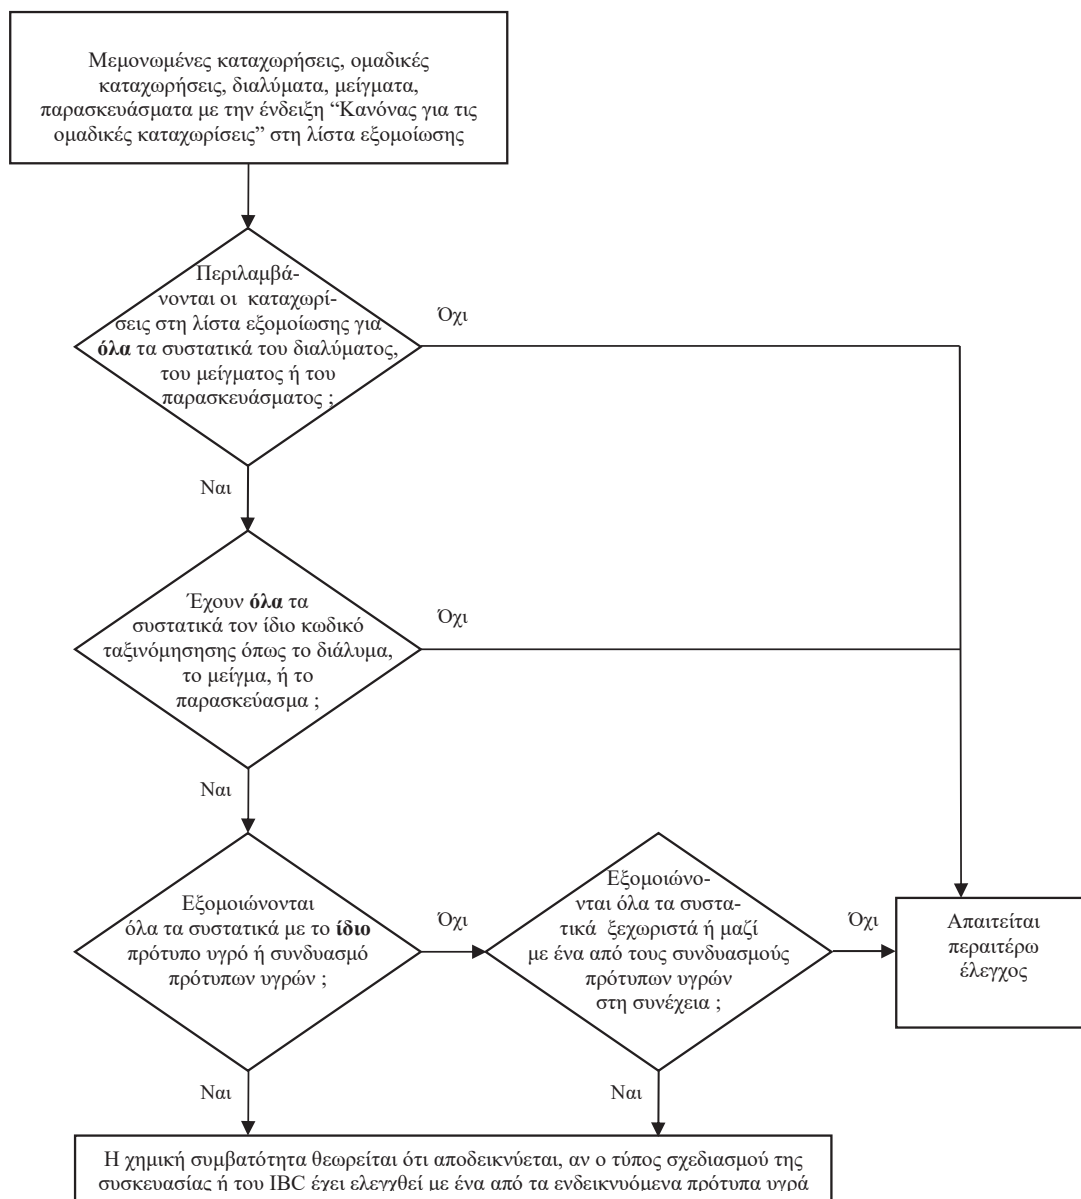 Μεμονωμένες καταχωρήσεις, ομαδικές
καταχωρήσεις, διαλύματα, μείγματα,
παρασκευάσματα με την ένδειξη “Κανόνας για τις
ομαδικές καταχωρίσεις” στη λίστα εξομοίωσης
Περιλαμβά-
νονται οι καταχωρί-
σεις στη λίστα εξομοίωσης για
όλα τα συστατικά του διαλύματος,
του μείγματος ή του
παρασκευάσματος ;
Όχι
Ναι
Έχουν όλα τα
συστατικά τον ίδιο κωδικό
ταξινόμησησης όπως το διάλυμα,
το μείγμα, ή το
παρασκεύασμα ;
Όχι
Ναι
Εξομοιώνονται
όλα τα συστατικά με το ίδιο
πρότυπο υγρό ή συνδυασμό
πρότυπων υγρών ;
Όχι
Εξομοιώνο-
νται όλα τα συστα-
τικά ξεχωριστά ή μαζί
με ένα από τους συνδυασμούς
πρότυπων υγρών
στη συνέχεια ;
Όχι
Απαιτείται
περαιτέρω
έλεγχος
Ναι
Ναι
Η χημική συμβατότητα θεωρείται ότι αποδεικνύεται, αν ο τύπος σχεδιασμού της
συσκευασίας ή του IBC έχει ελεγχθεί με ένα από τα ενδεικνυόμενα πρότυπα υγρά